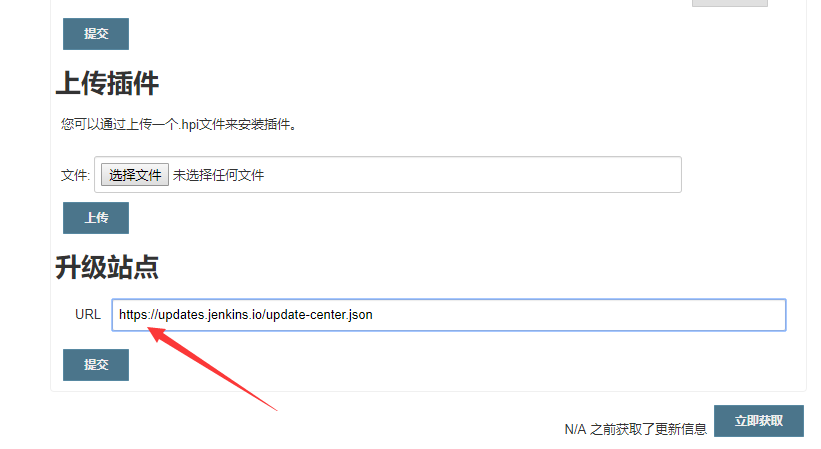 提交
上传插件
您可以通过上传一个.hpi文件来安装插件。
文件: 选择文件 未选择任何文件
上传
升级站点
URL https://updates.jenkins.io/update-center.json
提交
N/A 之前获取了更新信息 立即获取